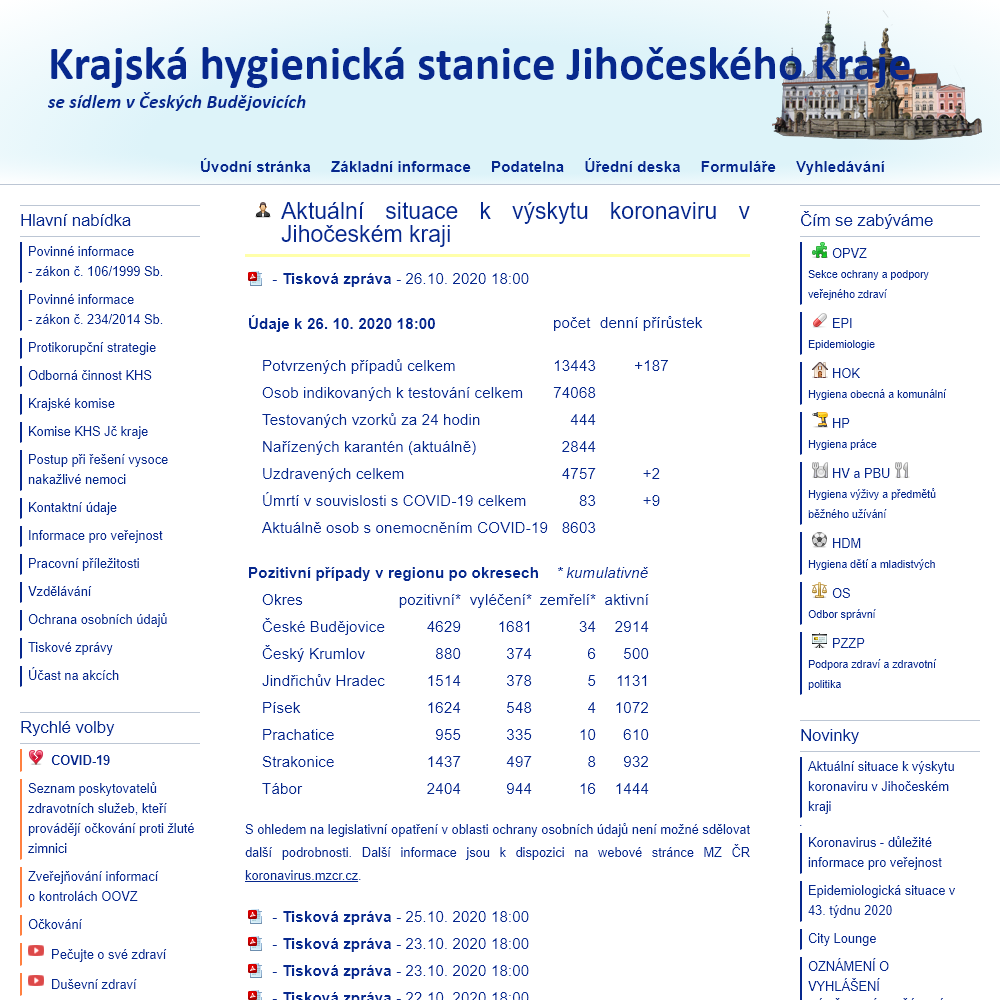 Krajská hygienická stanice Jihočeského kraje
se sídlem v Českých Budějovicích
Úvodní stránka Základní informace Podatelna Úřední deska Formuláře Vyhledávání
Hlavní nabídka
Povinné informace
- zákon č. 106/1999 Sb.
Povinné informace
- zákon č. 234/2014 Sb.
Protikorupční strategie
Odborná činnost KHS
Krajské komise
Komise KHS Jč kraje
Postup při řešení vysoce
nakažlivé nemoci
Kontaktní údaje
Informace pro veřejnost
Pracovní příležitosti
Vzdělávání
Ochrana osobních údajů
Tiskové zprávy
Účast na akcích
Rychlé volby
COVID-19
Seznam poskytovatelů
zdravotních služeb, kteří
provádějí očkování proti žluté
zimnici
Zveřejňování informací
o kontrolách OOVZ
Očkování
Pečujte o své zdraví
Duševní zdraví
Aktuální situace k výskytu koronaviru v
Jihočeském kraji
- Tisková zpráva - 26.10. 2020 18:00
Údaje k 26. 10. 2020 18:00 počet denní přírůstek
Potvrzených případů celkem 13443 +187
Osob indikovaných k testování celkem 74068
Testovaných vzorků za 24 hodin 444
Nařízených karantén (aktuálně) 2844
Uzdravených celkem 4757 +2
Úmrtí v souvislosti s COVID-19 celkem 83 +9
Aktuálně osob s onemocněním COVID-19 8603
Pozitivní případy v regionu po okresech * kumulativně
Okres pozitivní* vyléčení* zemřelí* aktivní
České Budějovice 4629 1681 34 2914
Český Krumlov 880 374 6 500
Jindřichův Hradec 1514 378 5 1131
Písek 1624 548 4 1072
Prachatice 955 335 10 610
Strakonice 1437 497 8 932
Tábor 2404 944 16 1444
S ohledem na legislativní opatření v oblasti ochrany osobních údajů není možné sdělovat
další podrobnosti. Další informace jsou k dispozici na webové stránce MZ ČR
koronavirus.mzcr.cz.
- Tisková zpráva - 25.10. 2020 18:00
- Tisková zpráva - 23.10. 2020 18:00
- Tisková zpráva - 23.10. 2020 18:00
- Tisková zpráva - 22.10. 2020 18:00
Čím se zabýváme
OPVZ
Sekce ochrany a podpory
veřejného zdraví
EPI
Epidemiologie
HOK
Hygiena obecná a komunální
HP
Hygiena práce
HV a PBU
Hygiena výživy a předmětů
běžného užívání
HDM
Hygiena dětí a mladistvých
OS
Odbor správní
PZZP
Podpora zdraví a zdravotní
politika
Novinky
Aktuální situace k výskytu
koronaviru v Jihočeském
kraji
.
Koronavirus - důležité
informace pro veřejnost
Epidemiologická situace v
43. týdnu 2020
City Lounge
OZNÁMENÍ O
VYHLÁŠENÍ